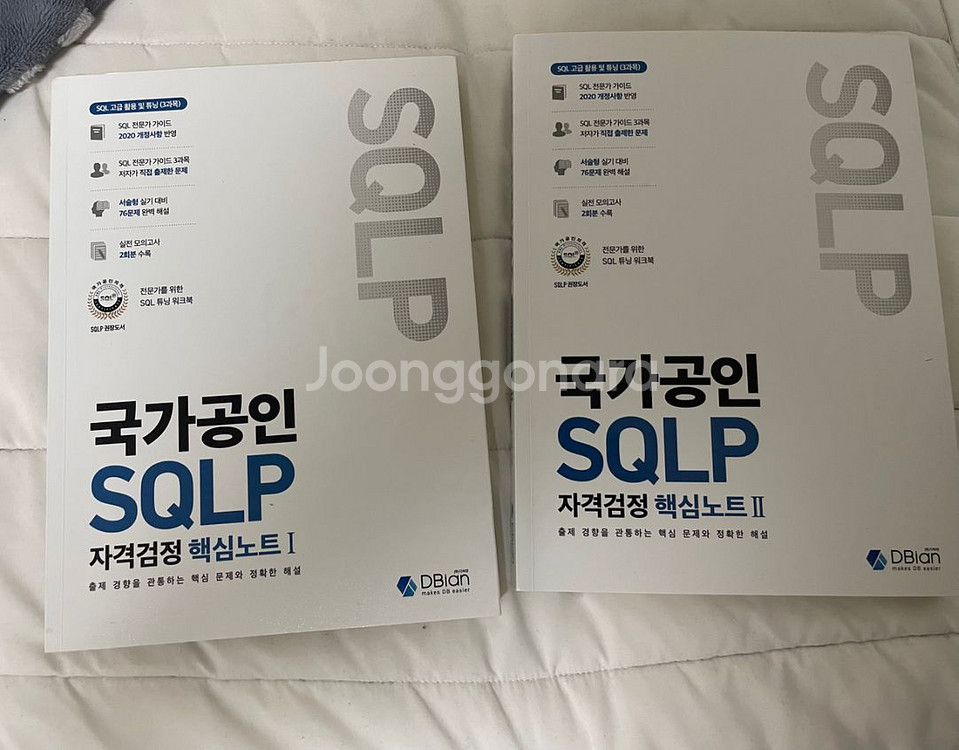 SQL 고급 활용 및 튜닝 (3과목)
SQL 전문가 가이드
2020 개정사항 반영
SQL 전문가 가이드 3과목
저자가 직접 출제한 문제
서술형 실기 대비
76문제 완벽 해설
실전 모의고사
2회분 수록
SQLP
전문가를 위한
SQL 튜닝 워크북
SQLP 권장도서
SQLP
국가공인
SQLP
자격검정 핵심노트 I
출제 경향을 관통하는 핵심 문제와 정확한 해설
DBian
makes DB easier
SQL 고급 활용 및 튜닝 (3과목)
SQL 전문가 가이드
2020 개정사항 반영
SQL 전문가 가이드 3과목
저자가 직접 출제한 문제
서술형 실기 대비
76문제 완벽 해설
실전 모의고사
2회분 수록
전문가를 위한
SQL 튜닝 워크북
SQLP 권장도서
SQLP
국가공인
SQLP
자격검정 핵심노트 II
출제 경향을 관통하는 핵심 문제와 정확한 해설
DBian
makes DB easier
Joonggonara